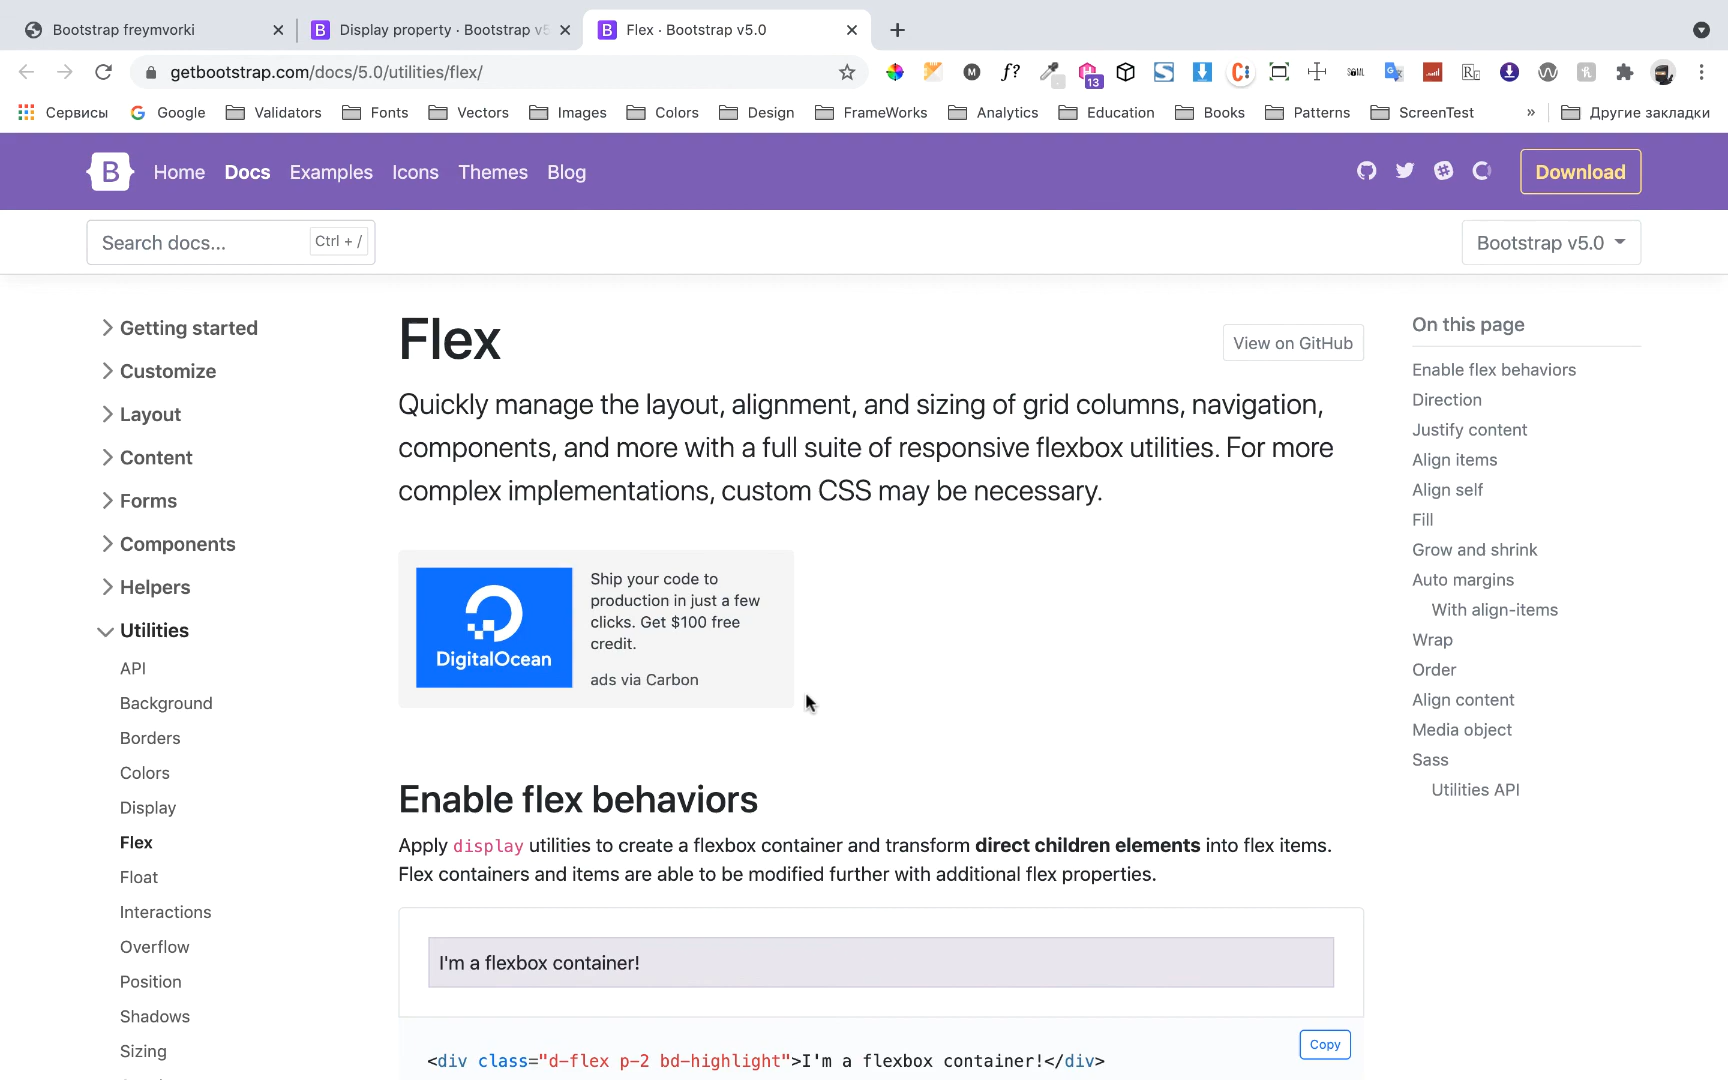 Bootstrap freymvorki
Display property · Bootstrap v5
Flex · Bootstrap v5.0
getbootstrap.com/docs/5.0/utilities/flex/
13
Сервисы
Google
Validators
Fonts
Vectors
Images
Colors
Design
FrameWorks
Analytics
Education
Books
Patterns
ScreenTest
»
Другие закладки
B
Home
Docs
Examples
Icons
Themes
Blog
Download
Search docs...
Ctrl + /
Bootstrap v5.0
Getting started
Customize
Layout
Content
Forms
Components
Helpers
Utilities
API
Background
Borders
Colors
Display
Flex
Float
Interactions
Overflow
Position
Shadows
Sizing
Flex
View on GitHub
Quickly manage the layout, alignment, and sizing of grid columns, navigation,
components, and more with a full suite of responsive flexbox utilities. For more
complex implementations, custom CSS may be necessary.
DigitalOcean
Ship your code to
production in just a few
clicks. Get $100 free
credit.
ads via Carbon
Enable flex behaviors
Apply display utilities to create a flexbox container and transform direct children elements into flex items.
Flex containers and items are able to be modified further with additional flex properties.
I'm a flexbox container!
Copy
<div class="d-flex p-2 bd-highlight">I'm a flexbox container!</div>
On this page
Enable flex behaviors
Direction
Justify content
Align items
Align self
Fill
Grow and shrink
Auto margins
With align-items
Wrap
Order
Align content
Media object
Sass
Utilities API